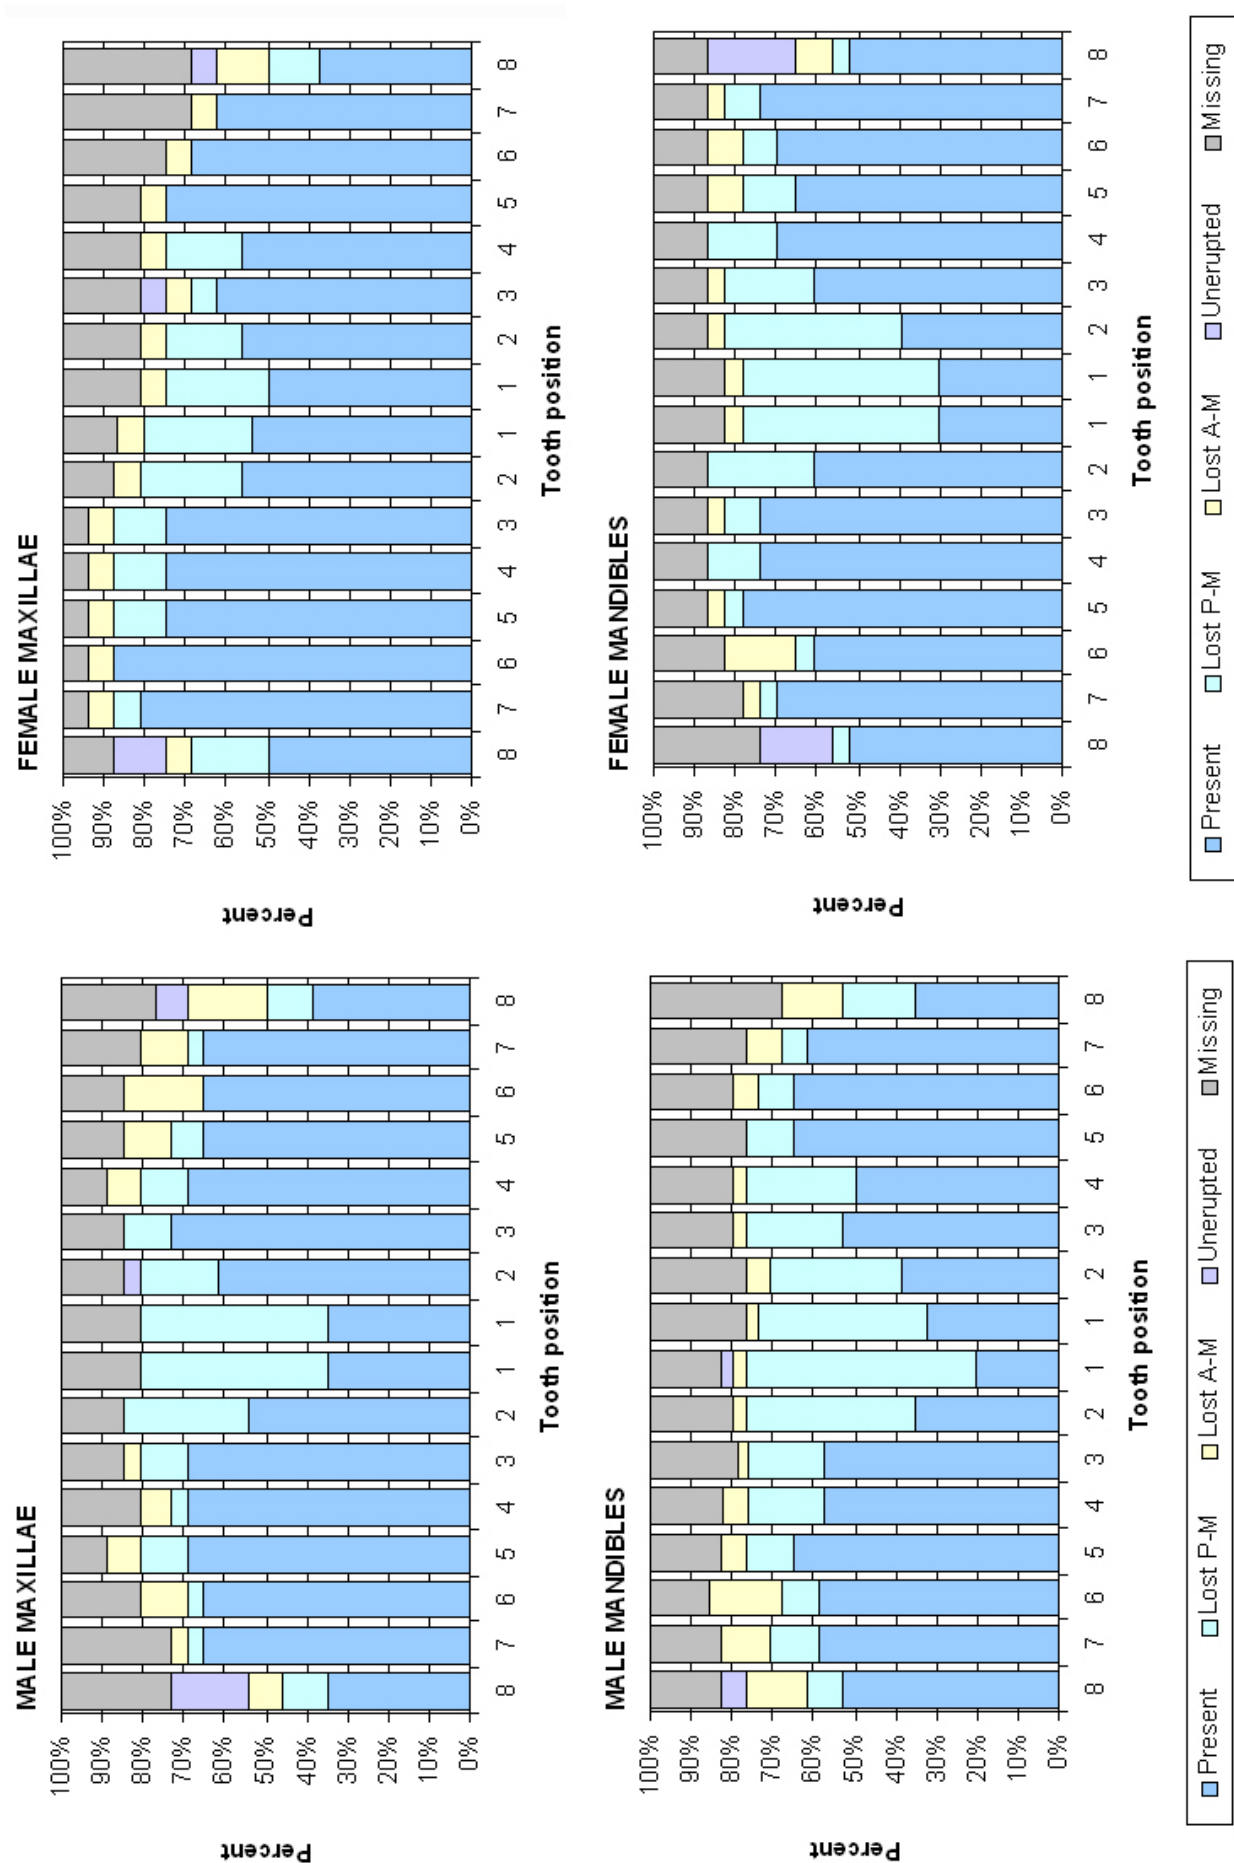 MALE MAXILLAE
100%
90%
80%
70%
60%
50%
40%
30%
20%
10%
0%
Percent
8 7 6 5 4 3 2 1 1 2 3 4 5 6 7 8
Tooth position
FEMALE MAXILLAE
100%
90%
80%
70%
60%
50%
40%
30%
20%
10%
0%
Percent
8 7 6 5 4 3 2 1 1 2 3 4 5 6 7 8
Tooth position
MALE MANDIBLES
100%
90%
80%
70%
60%
50%
40%
30%
20%
10%
0%
Percent
8 7 6 5 4 3 2 1 1 2 3 4 5 6 7 8
Tooth position
FEMALE MANDIBLES
100%
90%
80%
70%
60%
50%
40%
30%
20%
10%
0%
Percent
8 7 6 5 4 3 2 1 1 2 3 4 5 6 7 8
Tooth position
Present Lost P-M Lost A-M Unerupted Missing
Present Lost P-M Lost A-M Unerupted Missing